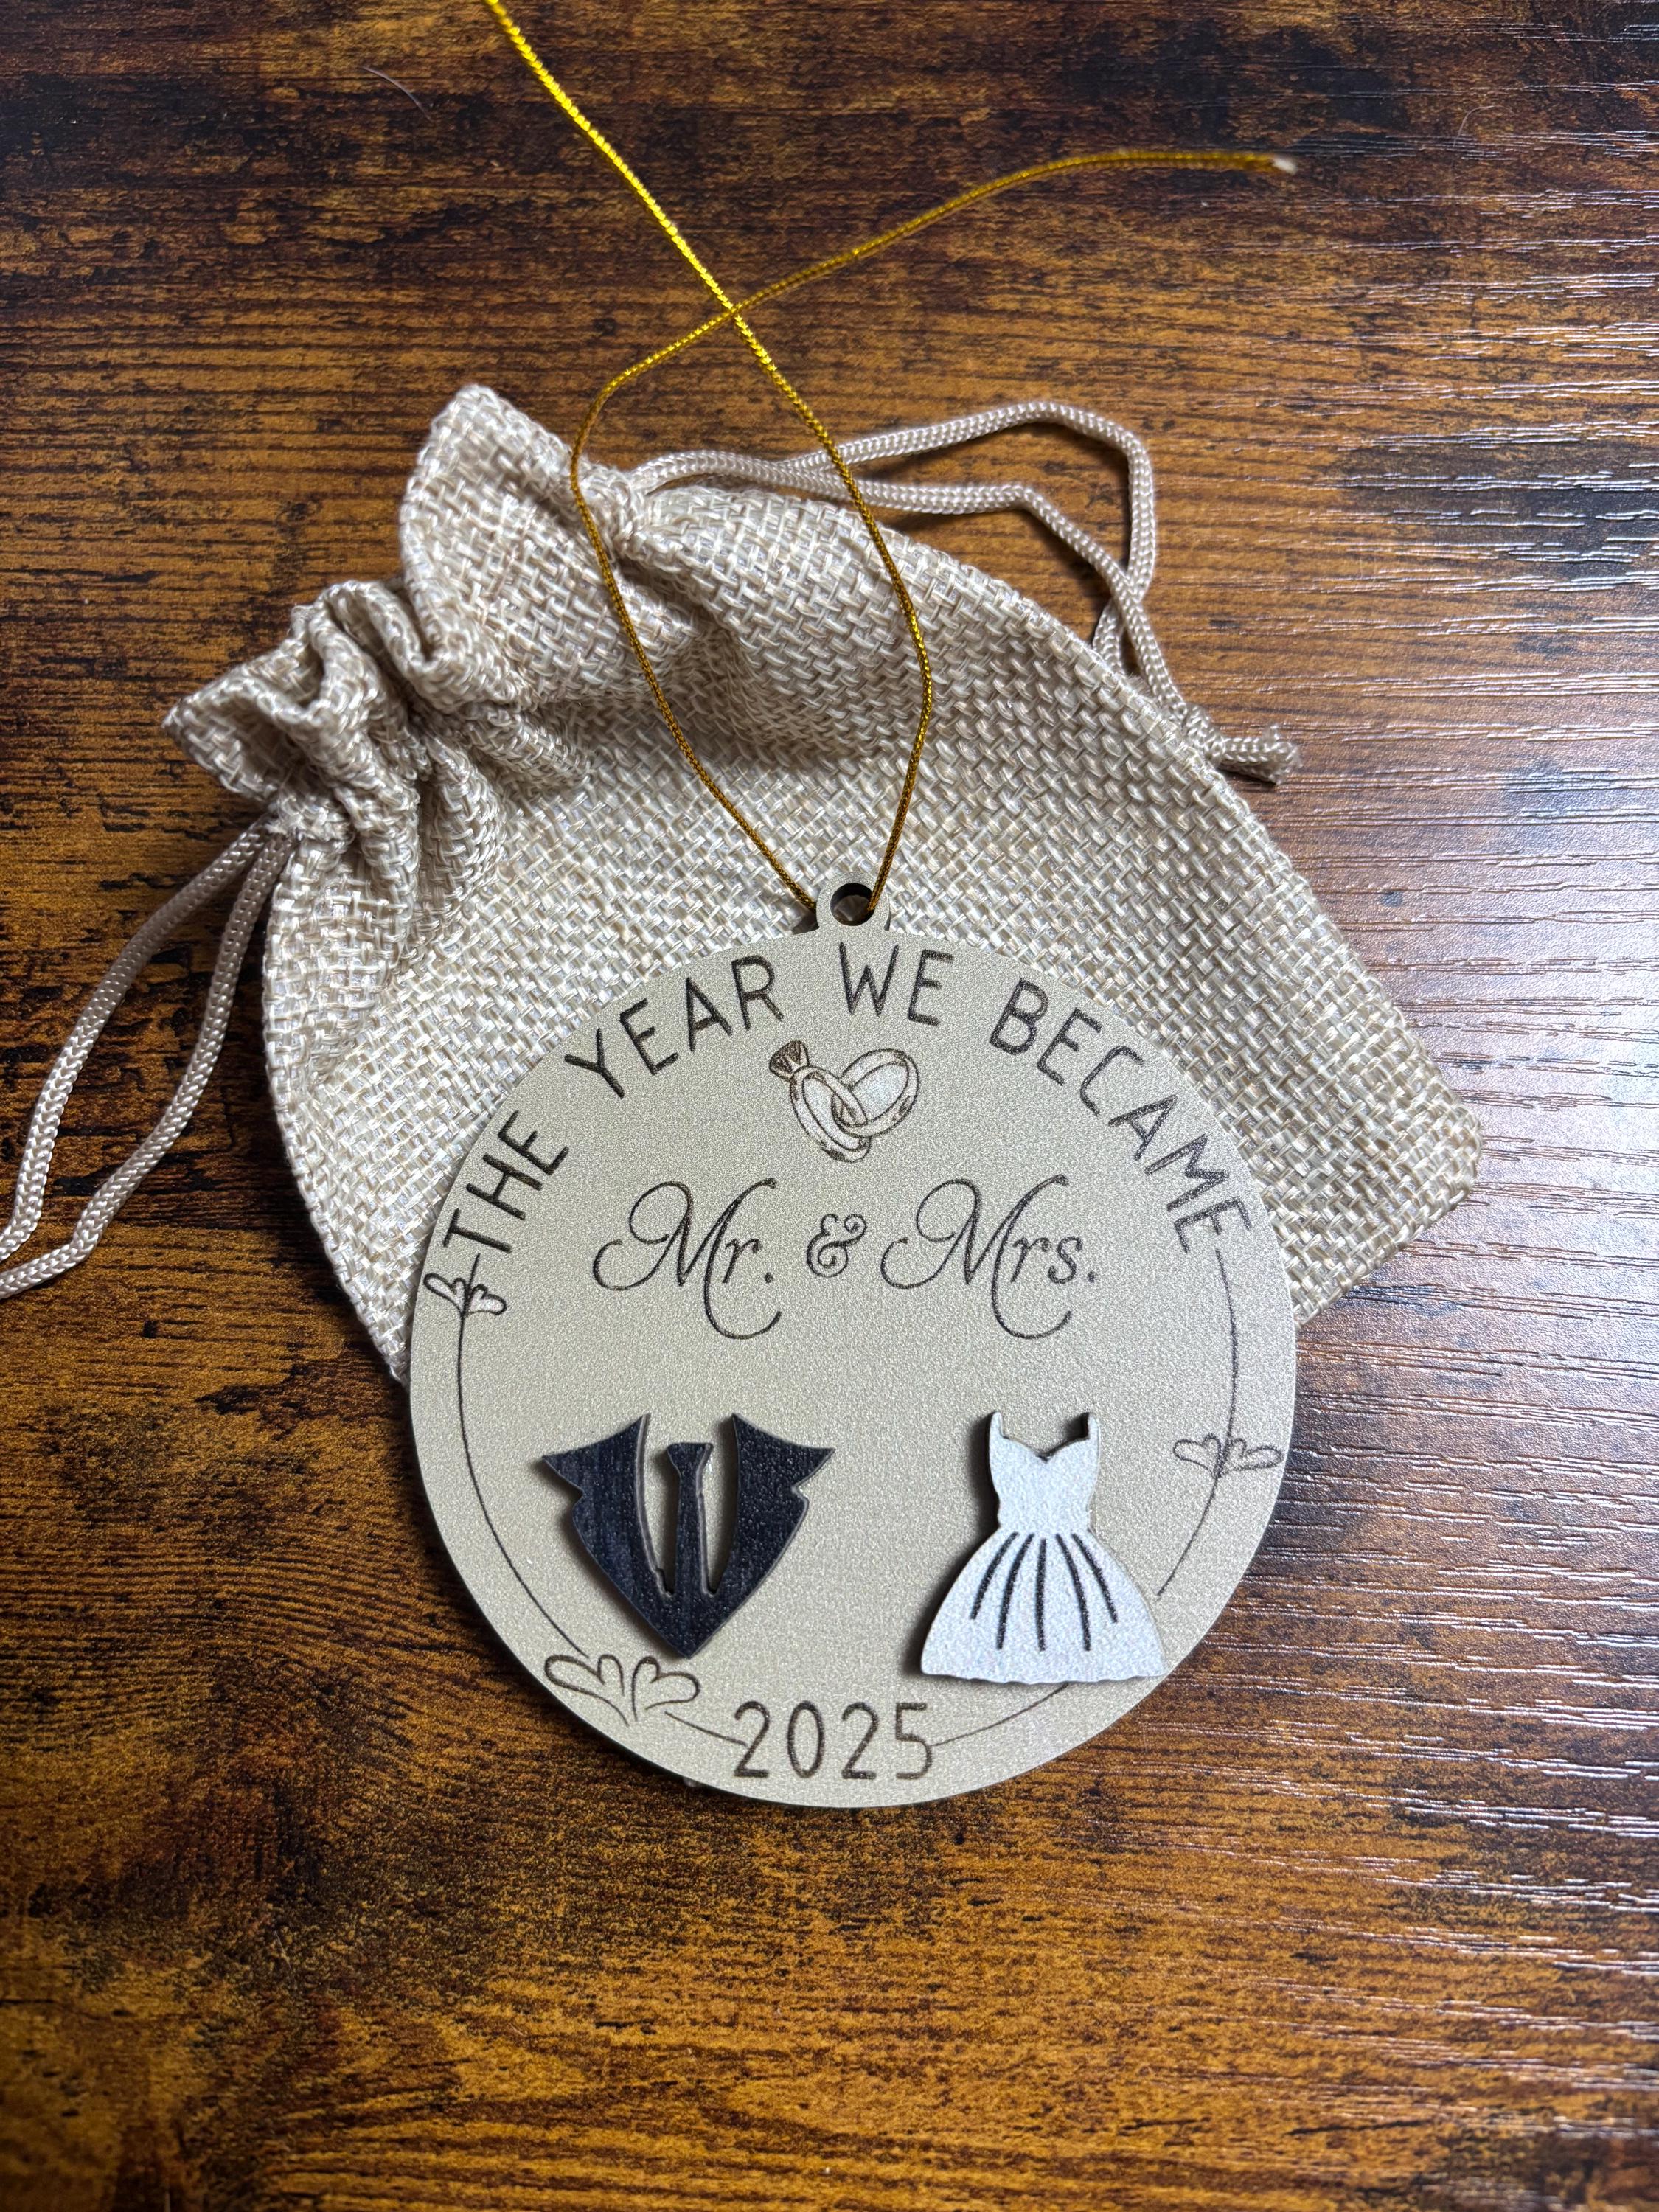 THE YEAR WE BECAME
Mr. & Mrs.
2025